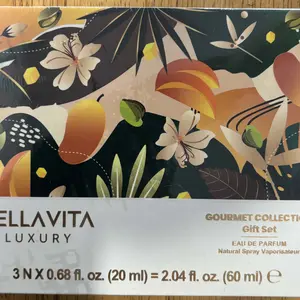 ELLAVITA
LUXURY
GOURMET COLLECTIO
Gift Set
EAU DE PARFUM
Natural Spray Vaporisateur
3 N X 0.68 fl. oz. (20 ml) = 2.04 fl. oz. (60 ml) e